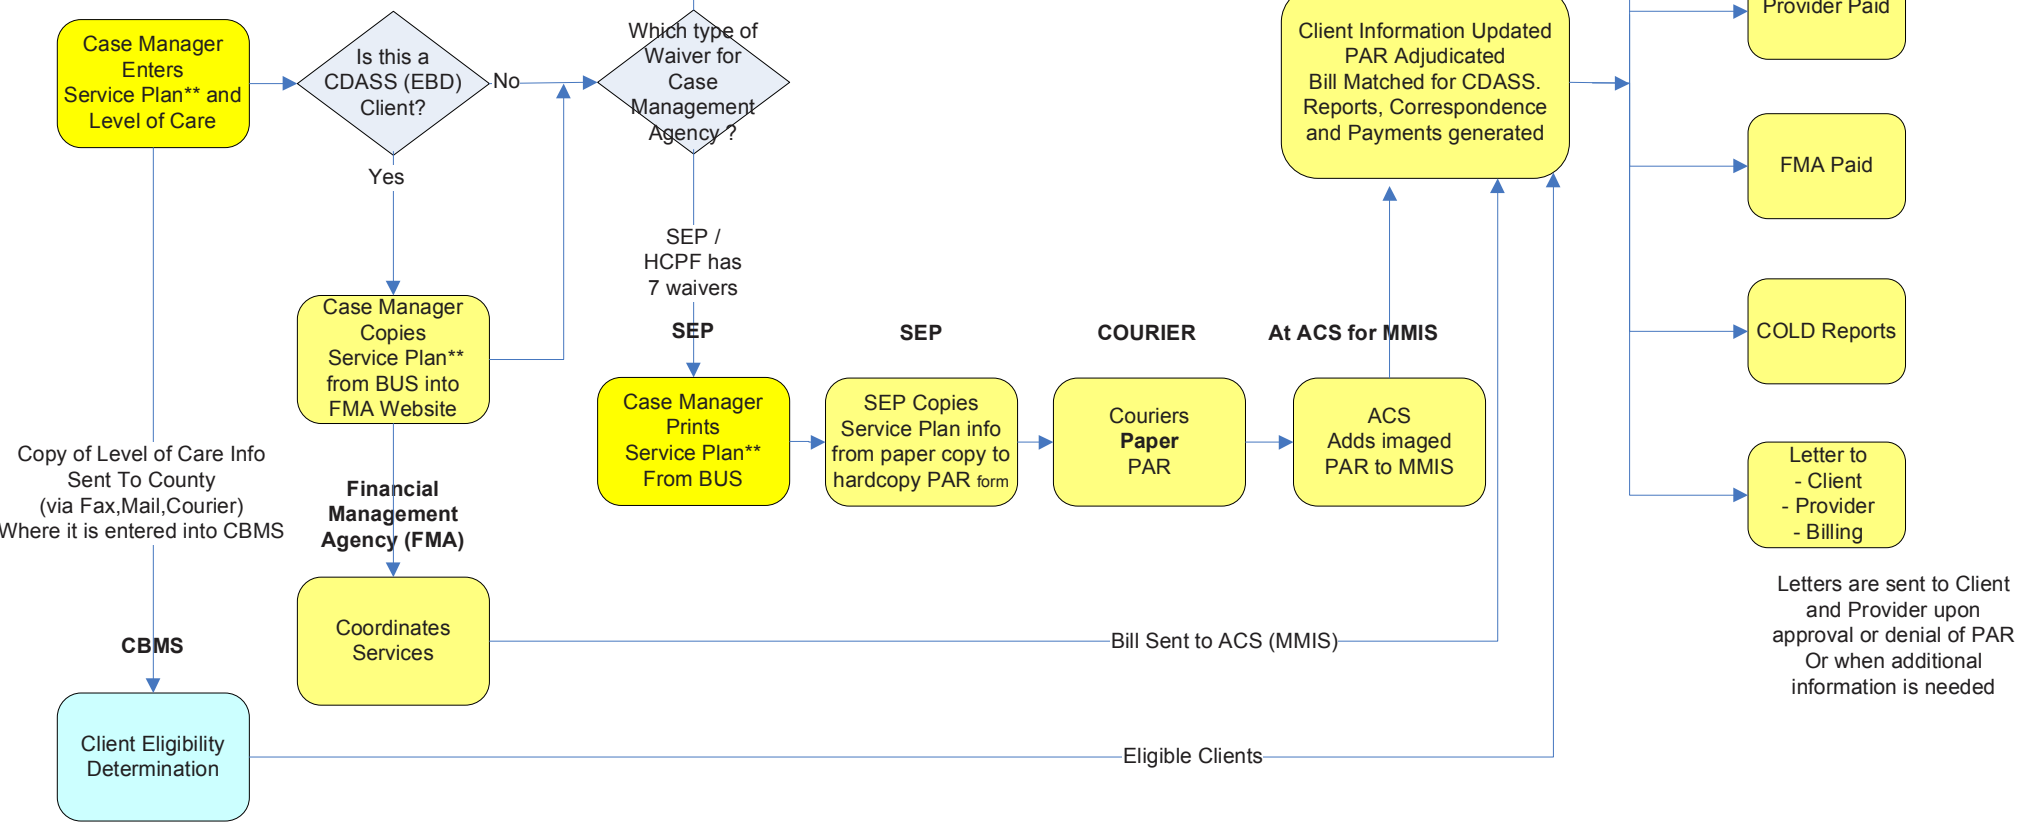 Case Manager
Enters
Service Plan** and
Level of Care
Is this a
CDASS (EBD)
Client?
No
Yes
Which type of
Waiver for
Case
Management
Agency ?
Client Information Updated
PAR Adjudicated
Bill Matched for CDASS.
Reports, Correspondence
and Payments generated
Provider Paid
FMA Paid
COLD Reports
Letter to
- Client
- Provider
- Billing
Letters are sent to Client
and Provider upon
approval or denial of PAR
Or when additional
information is needed
SEP /
HCPF has
7 waivers
SEP
SEP
COURIER
At ACS for MMIS
Case Manager
Copies
Service Plan**
from BUS into
FMA Website
Case Manager
Prints
Service Plan**
From BUS
SEP Copies
Service Plan info
from paper copy to
hardcopy PAR form
Couriers
Paper
PAR
ACS
Adds imaged
PAR to MMIS
Copy of Level of Care Info
Sent To County
(via Fax,Mail,Courier)
Where it is entered into CBMS
Financial
Management
Agency (FMA)
Coordinates
Services
Bill Sent to ACS (MMIS)
CBMS
Client Eligibility
Determination
Eligible Clients